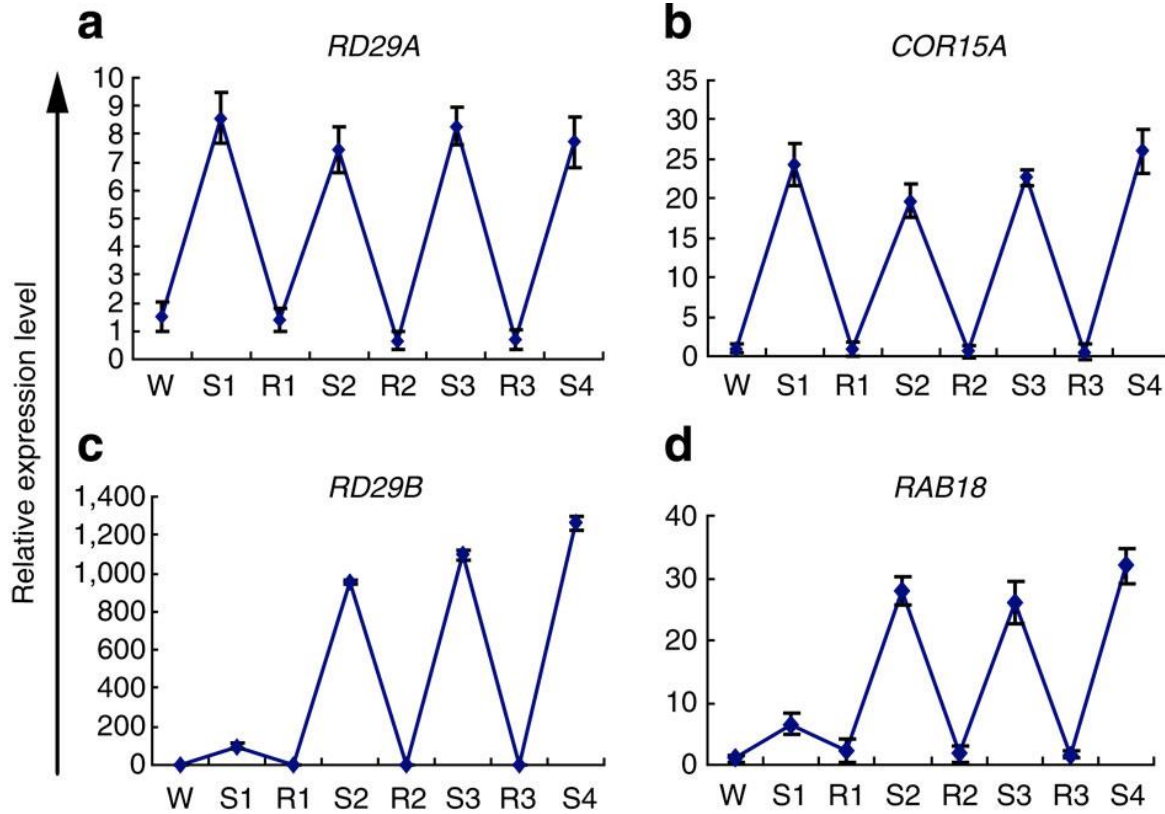 Relative expression level
a
RD29A
10
9
8
7
6
5
4
3
2
1
0
W S1 R1 S2 R2 S3 R3 S4
b
COR15A
35
30
25
20
15
10
5
0
W S1 R1 S2 R2 S3 R3 S4
c
RD29B
1,400
1,200
1,000
800
600
400
200
0
W S1 R1 S2 R2 S3 R3 S4
d
RAB18
40
30
20
10
0
W S1 R1 S2 R2 S3 R3 S4